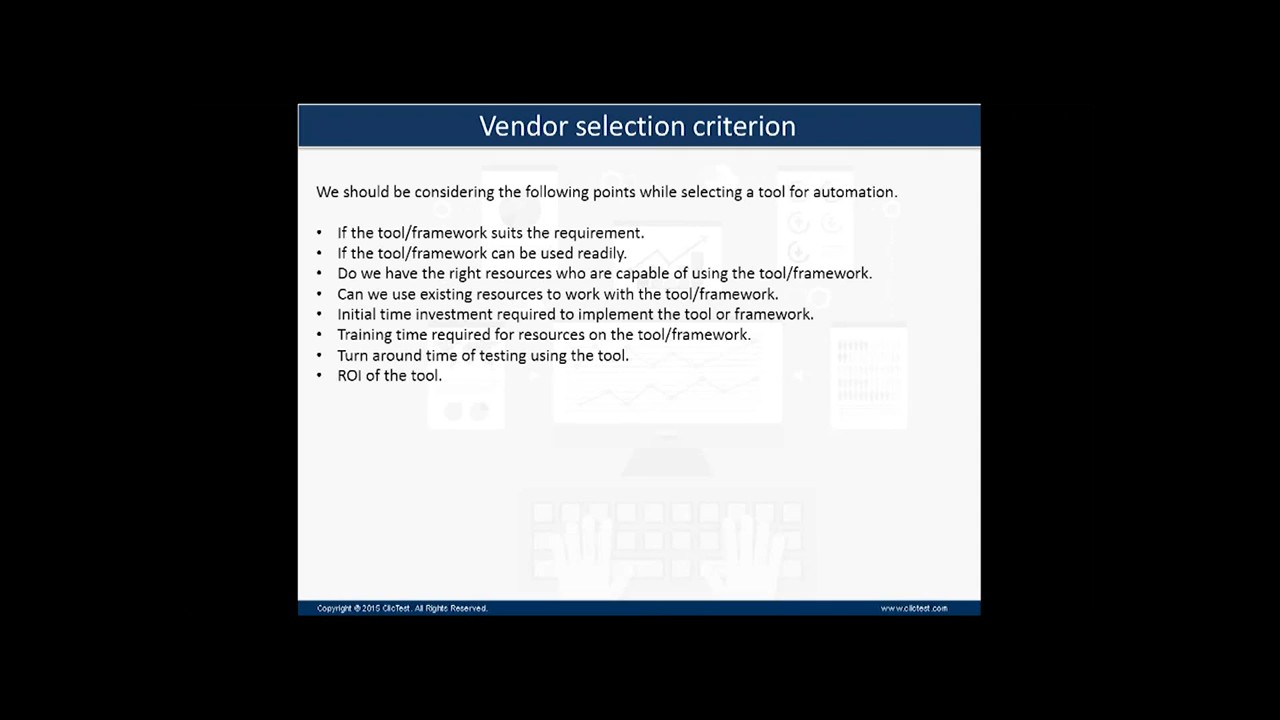 Vendor selection criterion
We should be considering the following points while selecting a tool for automation.
• If the tool/framework suits the requirement.
• If the tool/framework can be used readily.
• Do we have the right resources who are capable of using the tool/framework.
• Can we use existing resources to work with the tool/framework.
• Initial time investment required to implement the tool or framework.
• Training time required for resources on the tool/framework.
• Turn around time of testing using the tool.
• ROI of the tool.
Copyright © 2015 ClicTest. All Rights Reserved.
www.clictest.com